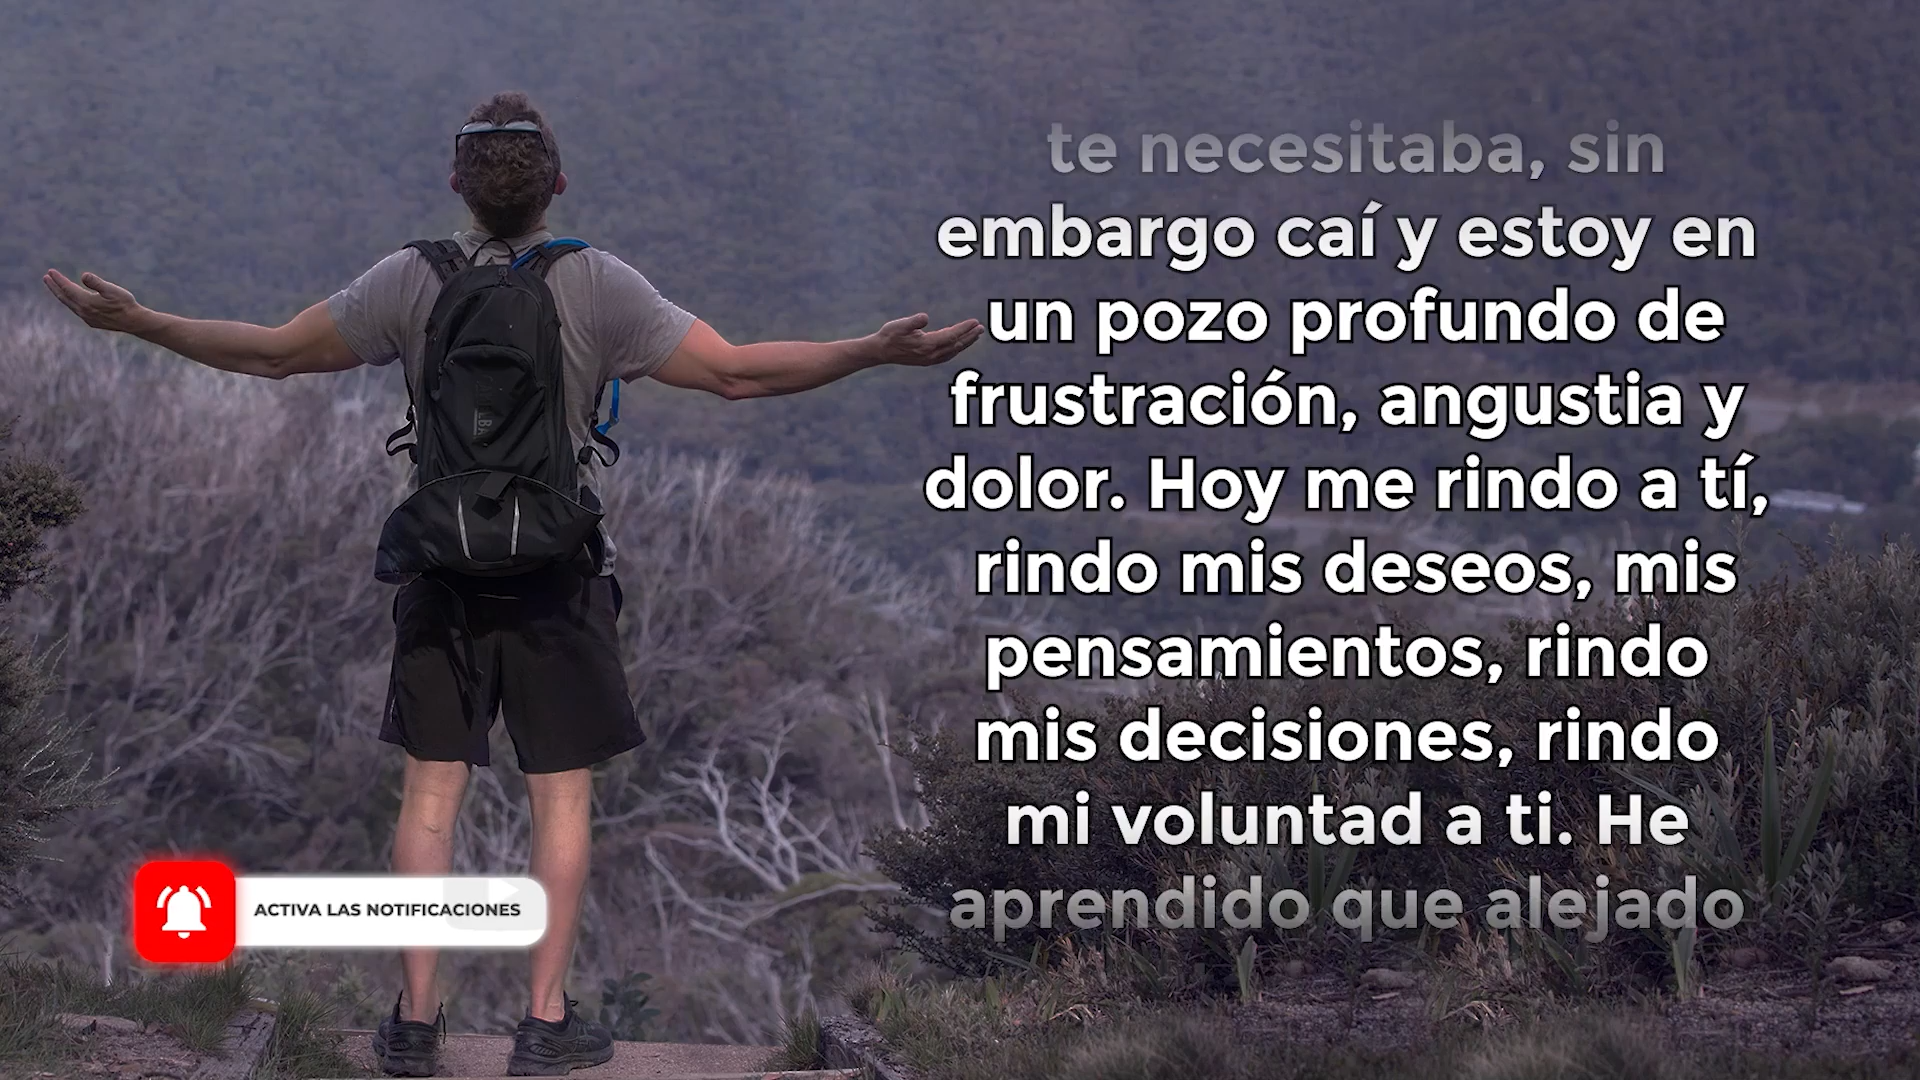 te necesitaba, sin
embargo caí y estoy en
un pozo profundo de
frustración, angustia y
dolor. Hoy me rindo a tí,
rindo mis deseos, mis
pensamientos, rindo
mis decisiones, rindo
mi voluntad a ti. He
aprendido que alejado
ACTIVA LAS NOTIFICACIONES